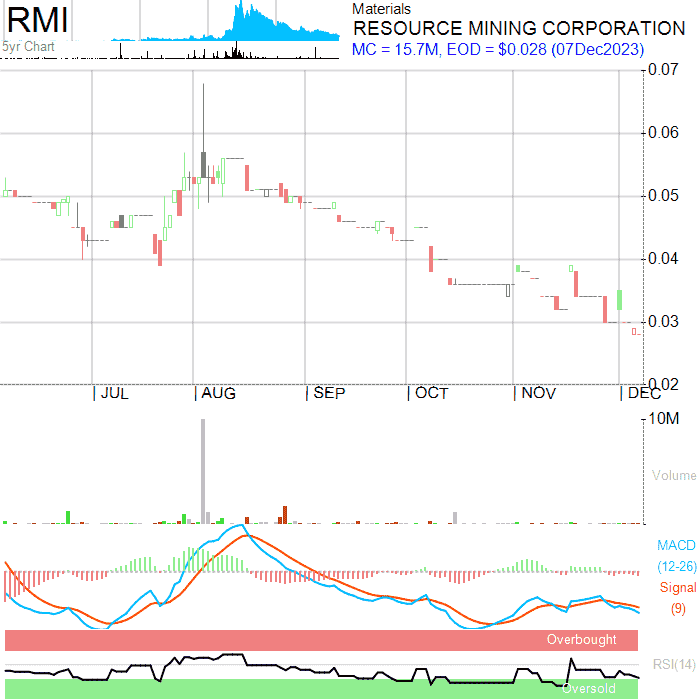 RMI
5yr Chart
Materials
RESOURCE MINING CORPORATION
MC = 15.7M, EOD = $0.028 (07Dec2023)
0.07
0.06
0.05
0.04
0.03
0.02
JUL AUG SEP OCT NOV DEC
10M
Volume
MACD
(12-26)
Signal
(9)
Overbought
RSI(14)
Oversold